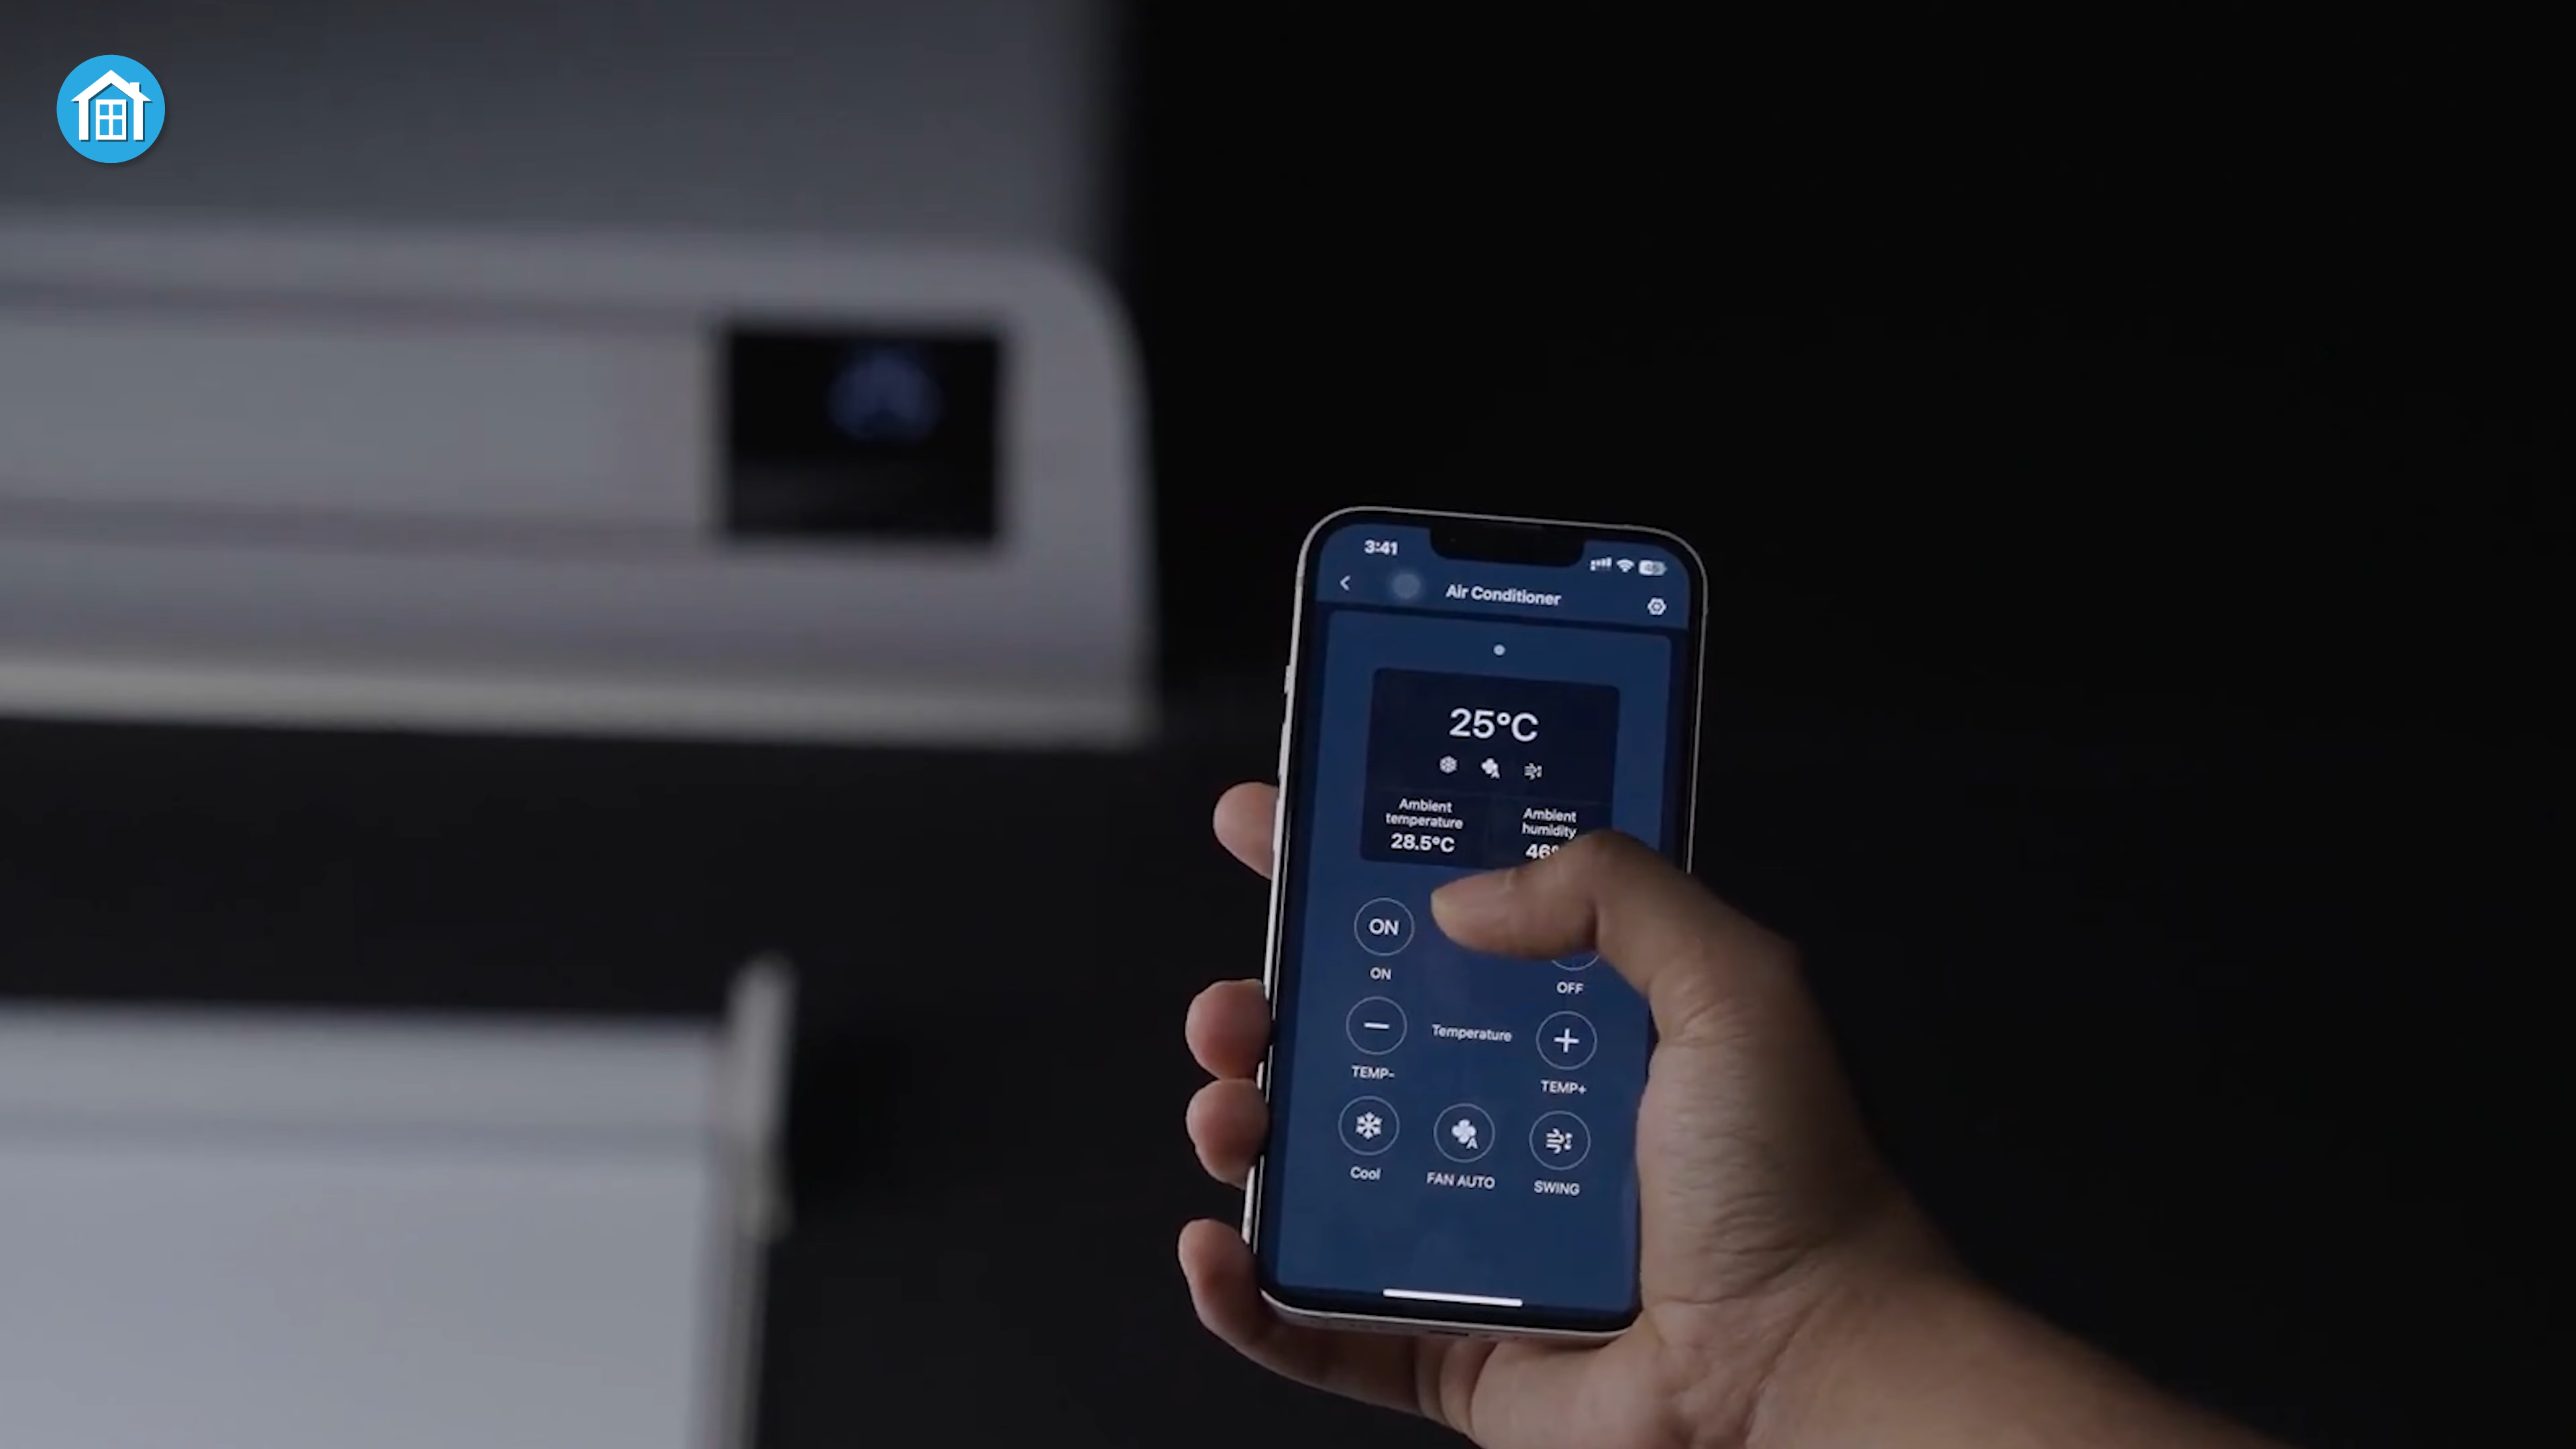 3:41
Air Conditioner
25°C
Ambient
temperature
28.5°C
Ambient
humidity
46
ON
ON
OFF
Temperature
TEMP-
TEMP+
Cool
FAN AUTO
SWING